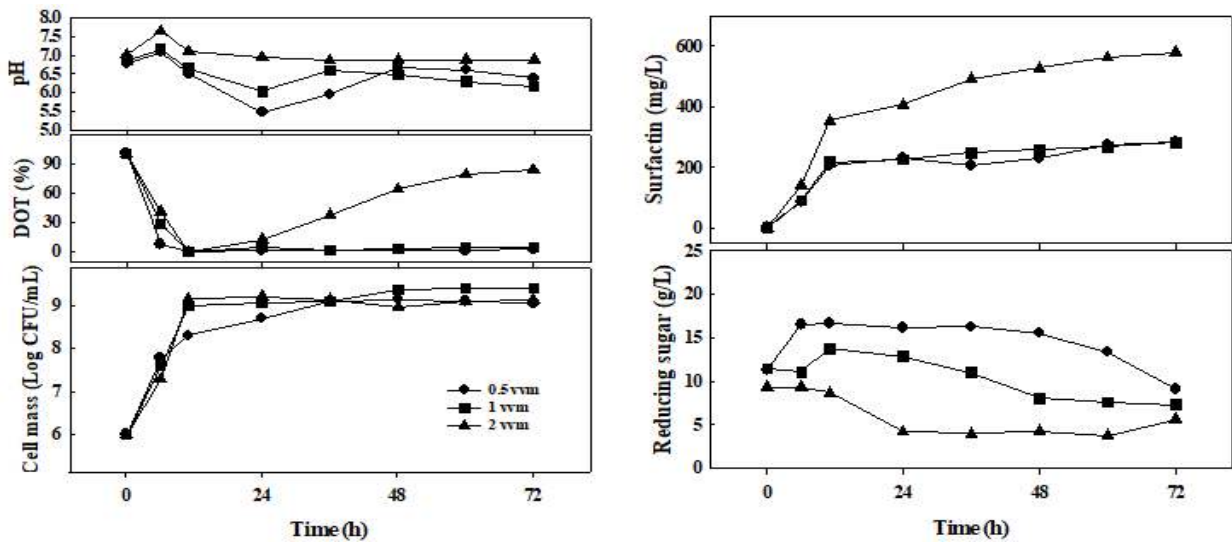 pH
8.0
7.5
7.0
6.5
6.0
5.5
5.0
DOT (%)
90
60
30
0
Cell mass (Log CFU/mL)
9
8
7
6
0.5 vvm
1 vvm
2 vvm
0 24 48 72
Time (h)
Surfactin (mg/L)
600
400
200
0
Reducing sugar (g/L)
25
20
15
10
5
0
0 24 48 72
Time (h)